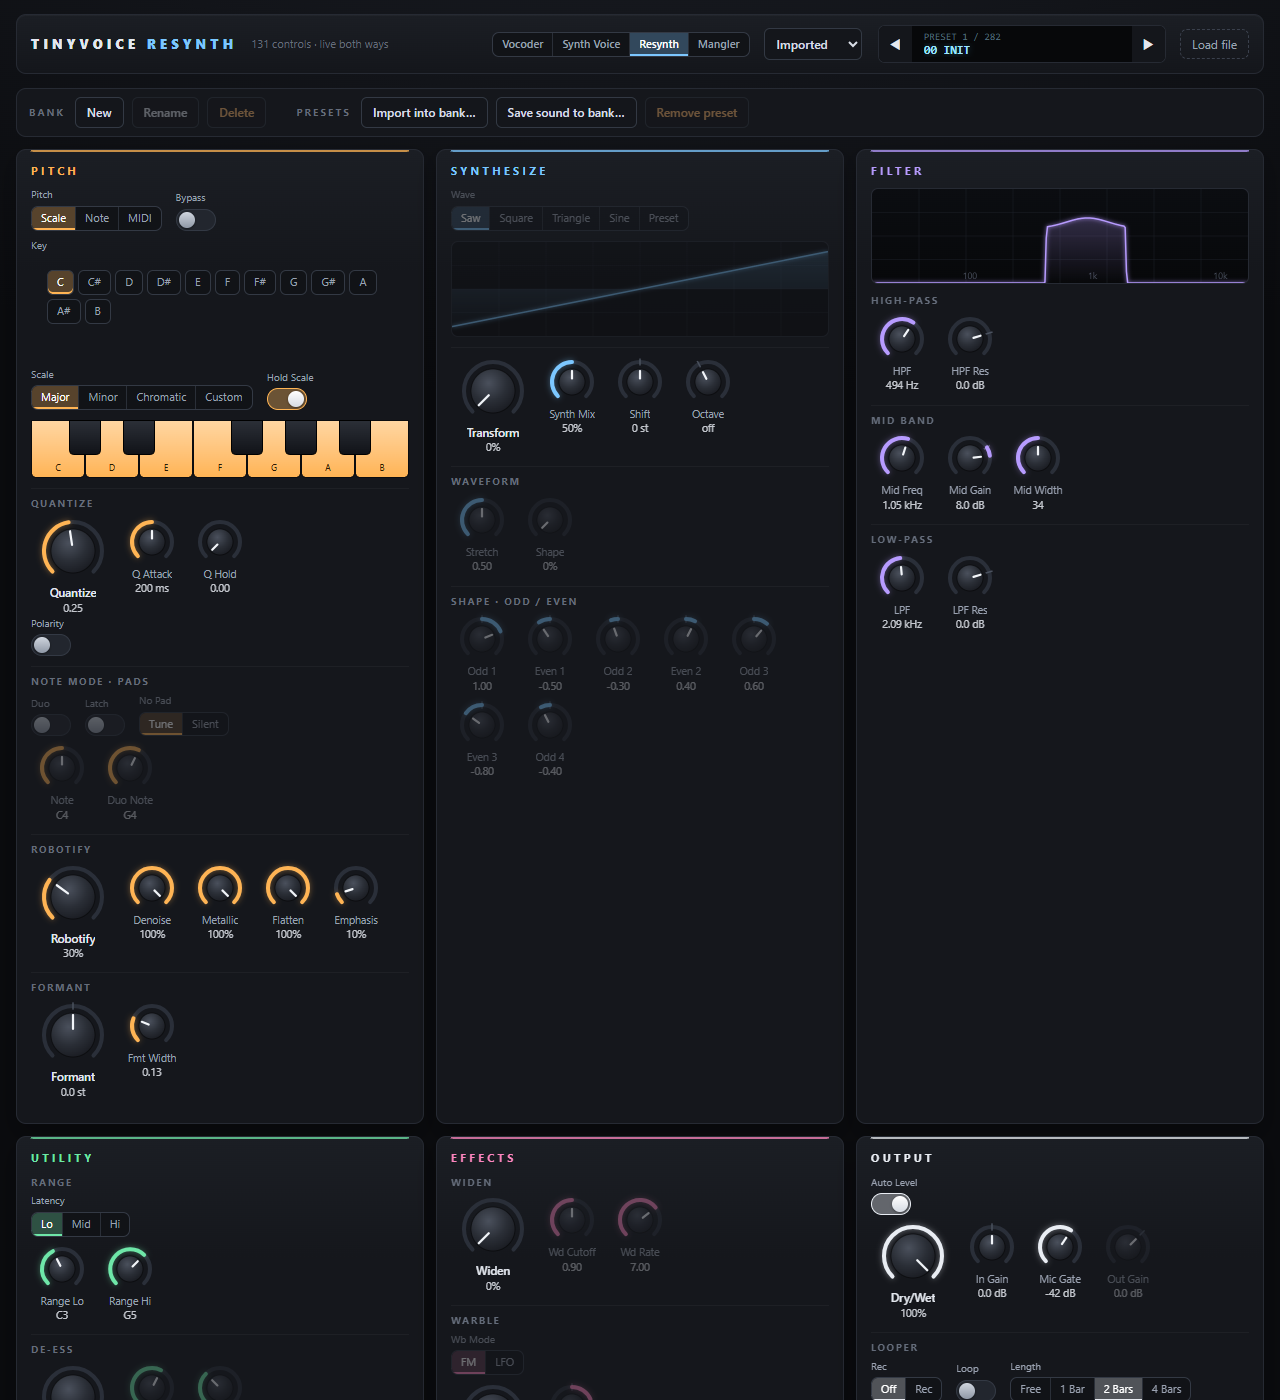 TINYVOICE RESYNTH 131 controls · live both ways Vocoder Synth Voice Resynth Mangler Imported ◀ PRESET 1 / 282 ▶ Load file
00 INIT
BANK New Rename Delete PRESETS Import into bank... Save sound to bank... Remove preset
PITCH
Pitch Bypass
Scale Note MIDI
Key
C C# D D# E F F# G G# A
A# B
Scale Hold Scale
Major Minor Chromatic Custom
C D E F G A B
QUANTIZE
Quantize Q Attack Q Hold
0.25 200 ms 0.00
Polarity
NOTE MODE · PADS
Duo Latch No Pad
Tune Silent
Note Duo Note
C4 G4
ROBOTIFY
Robotify Denoise Metallic Flatten Emphasis
30% 100% 100% 100% 10%
FORMANT
Formant Fmt Width
0.0 st 0.13
SYNTHESIZE
Wave
Saw Square Triangle Sine Preset
Transform Synth Mix Shift Octave
0% 50% 0 st off
WAVEFORM
Stretch Shape
0.50 0%
SHAPE · ODD / EVEN
Odd 1 Even 1 Odd 2 Even 2 Odd 3
1.00 -0.50 -0.30 0.40 0.60
Even 3 Odd 4
-0.80 -0.40
FILTER
100 1k 10k
HIGH-PASS
HPF HPF Res
494 Hz 0.0 dB
MID BAND
Mid Freq Mid Gain Mid Width
1.05 kHz 8.0 dB 34
LOW-PASS
LPF LPF Res
2.09 kHz 0.0 dB
UTILITY
RANGE
Latency
Lo Mid Hi
Range Lo Range Hi
C3 G5
DE-ESS
EFFECTS
WIDEN
Widen Wd Cutoff Wd Rate
0% 0.90 7.00
WARBLE
Wb Mode
FM LFO
OUTPUT
Auto Level
Dry/Wet In Gain Mic Gate Out Gain
100% 0.0 dB -42 dB 0.0 dB
LOOPER
Rec Loop Length
Off Rec Free 1 Bar 2 Bars 4 Bars